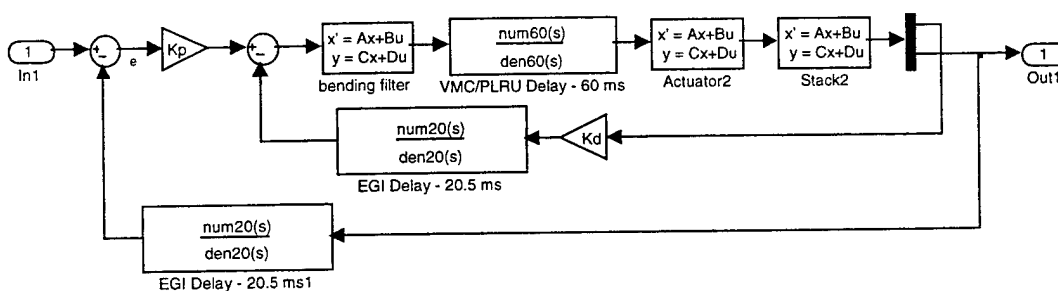 1
In1
+
−
e
Kp
+
−
x' = Ax+Bu
y = Cx+Du
bending filter
num60(s)
den60(s)
VMC/PLRU Delay - 60 ms
x' = Ax+Bu
y = Cx+Du
Actuator2
x' = Ax+Bu
y = Cx+Du
Stack2
1
Out1
num20(s)
den20(s)
EGI Delay - 20.5 ms
Kd
num20(s)
den20(s)
EGI Delay - 20.5 ms1